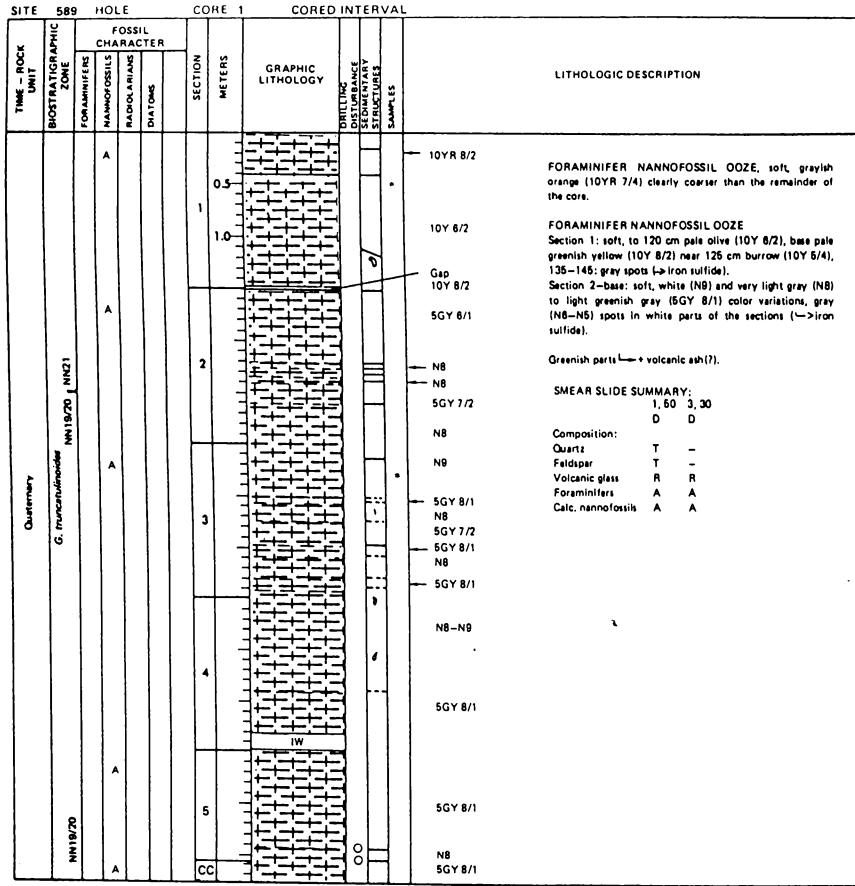 SITE 589 HOLE CORE 1 CORED INTERVAL
TIME – ROCK UNIT
BIOSTRATIGRAPHIC ZONE
FOSSIL CHARACTER
FORAMINIFERS
NANNOFOSSILS
RADIOLARIANS
DIATOMS
SECTION
METERS
GRAPHIC LITHOLOGY
DRILLING DISTURBANCE
SEDIMENTARY STRUCTURES
SAMPLES
LITHOLOGIC DESCRIPTION
Quaternary
G. truncatulinoides
NN19/20
NN21
NN19/20
A
A
A
A
A
1
2
3
4
5
CC
0.5
1.0
IW
10YR 8/2
10Y 6/2
Gap
10Y 8/2
5GY 6/1
N8
N8
5GY 7/2
N8
N9
5GY 8/1
N8
5GY 7/2
5GY 8/1
N8
5GY 8/1
N8–N9
5GY 8/1
5GY 8/1
N8
5GY 8/1
FORAMINIFER NANNOFOSSIL OOZE, soft, grayish
orange (10YR 7/4) clearly coarser than the remainder of
the core.
FORAMINIFER NANNOFOSSIL OOZE
Section 1: soft, to 120 cm pale olive (10Y 6/2), base pale
greenish yellow (10Y 8/2) near 125 cm burrow (10Y 5/4),
135–145: gray spots (→ iron sulfide).
Section 2–base: soft, white (N9) and very light gray (N8)
to light greenish gray (5GY 8/1) color variations, gray
(N6–N5) spots in white parts of the sections (└→iron
sulfide).
Greenish parts └→ + volcanic ash(?).
SMEAR SLIDE SUMMARY:
1, 60 3, 30
D D
Composition:
Quartz T –
Feldspar T –
Volcanic glass R R
Foraminifers A A
Calc. nannofossils A A